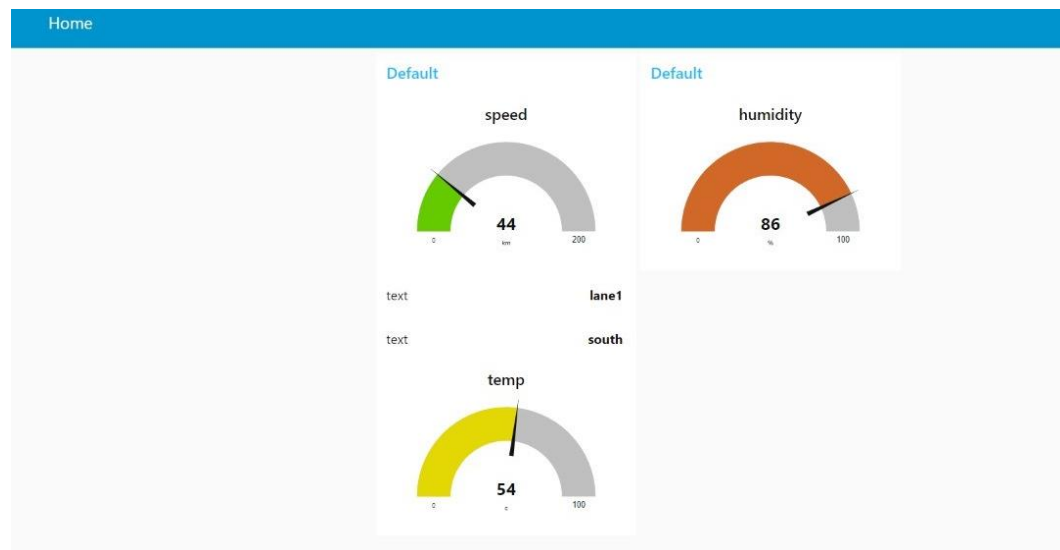 Home
Default
speed
44
km
0 200
text lane1
text south
temp
54
c
0 100
Default
humidity
86
%
0 100